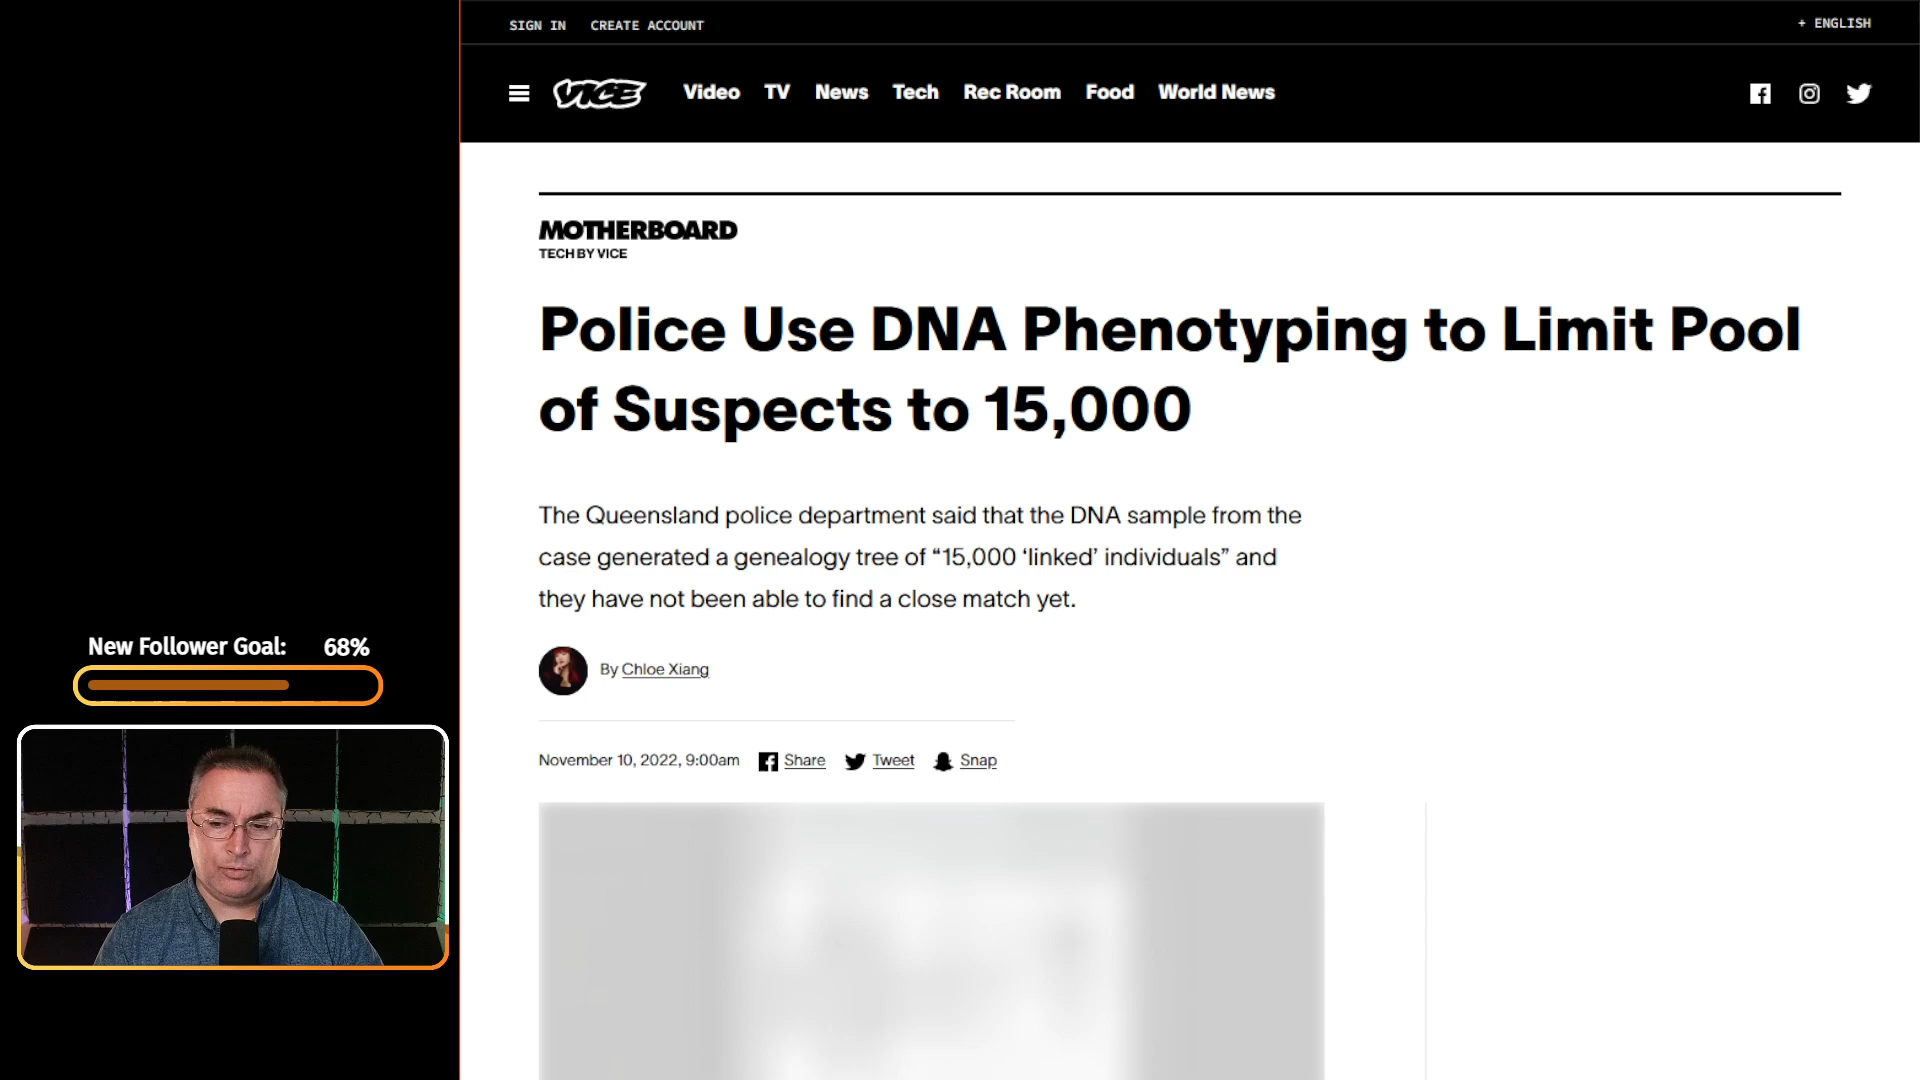 SIGN IN CREATE ACCOUNT + ENGLISH
VICE Video TV News Tech Rec Room Food World News
MOTHERBOARD
TECH BY VICE
Police Use DNA Phenotyping to Limit Pool
of Suspects to 15,000
The Queensland police department said that the DNA sample from the
case generated a genealogy tree of “15,000 ‘linked’ individuals” and
they have not been able to find a close match yet.
By Chloe Xiang
November 10, 2022, 9:00am Share Tweet Snap
New Follower Goal: 68%